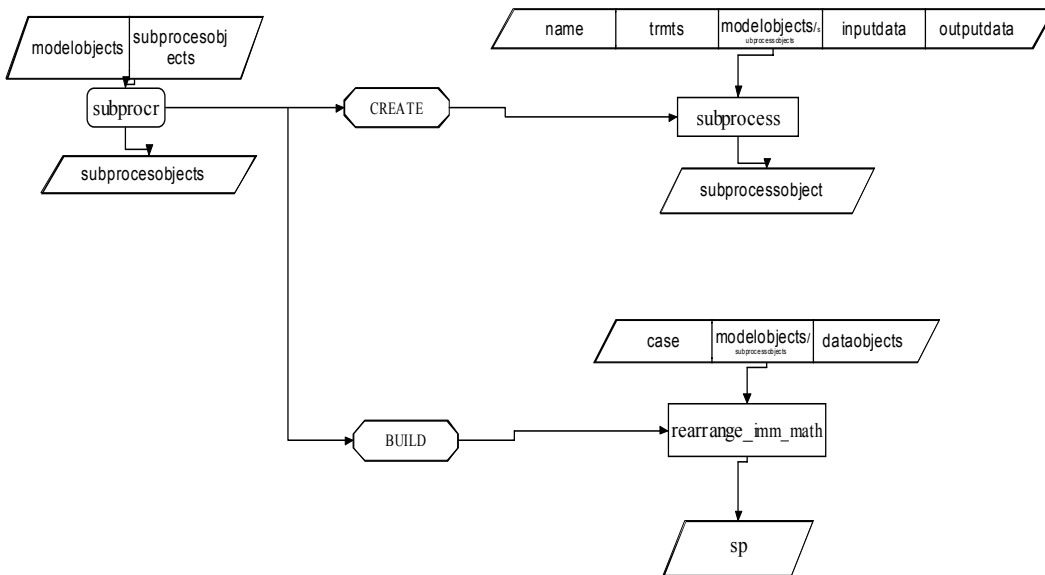 modelobjects
subprocesobj
ects
subprocr
subprocesobjects
CREATE
name
trmts
modelobjects/s
ubprocessobjects
inputdata
outputdata
subprocess
subprocessobject
case
modelobjects/
subprocessobjects
dataobjects
BUILD
rearrange_imm_math
sp